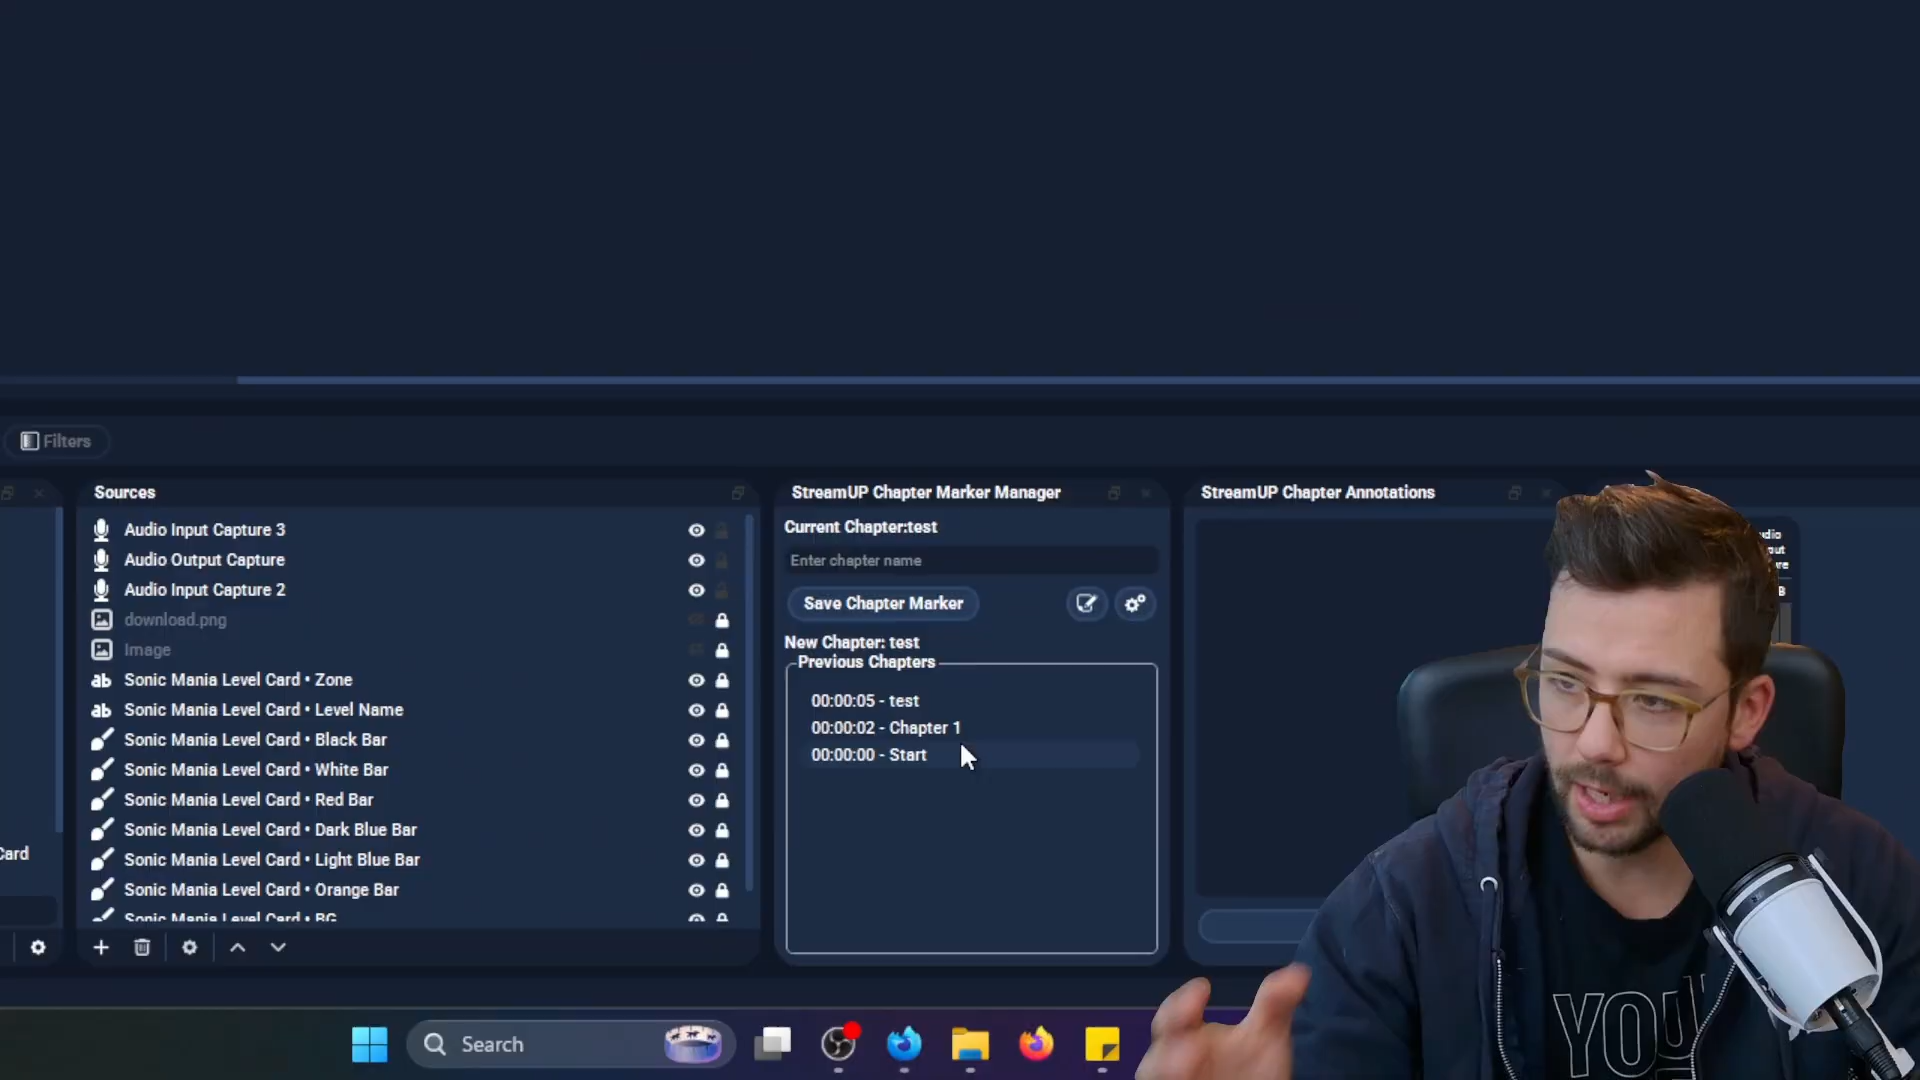 Filters
Sources
Audio Input Capture 3
Audio Output Capture
Audio Input Capture 2
download.png
Image
Sonic Mania Level Card • Zone
Sonic Mania Level Card • Level Name
Sonic Mania Level Card • Black Bar
Sonic Mania Level Card • White Bar
Sonic Mania Level Card • Red Bar
Sonic Mania Level Card • Dark Blue Bar
Sonic Mania Level Card • Light Blue Bar
Sonic Mania Level Card • Orange Bar
Sonic Mania Level Card • BG
Card
StreamUP Chapter Marker Manager
Current Chapter:test
Enter chapter name
Save Chapter Marker
New Chapter: test
Previous Chapters
00:00:05 - test
00:00:02 - Chapter 1
00:00:00 - Start
StreamUP Chapter Annotations
Search